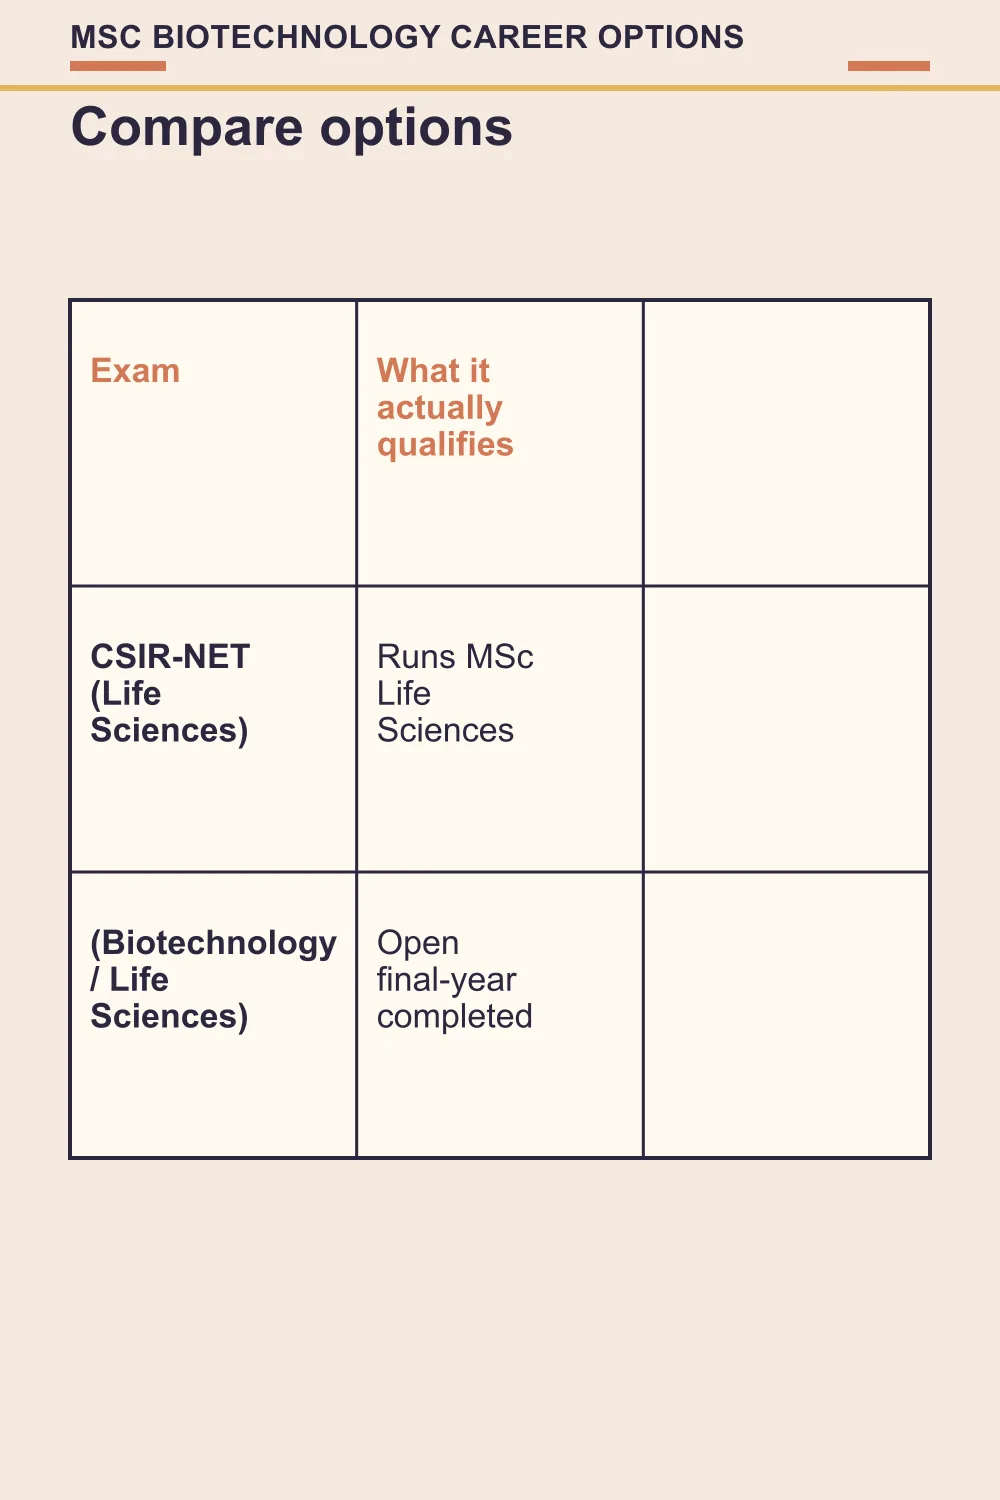 MSC BIOTECHNOLOGY CAREER OPTIONS
Compare options
Exam
What it
actually
qualifies
CSIR-NET
(Life
Sciences)
Runs MSc
Life
Sciences
(Biotechnology
/ Life
Sciences)
Open
final-year
completed